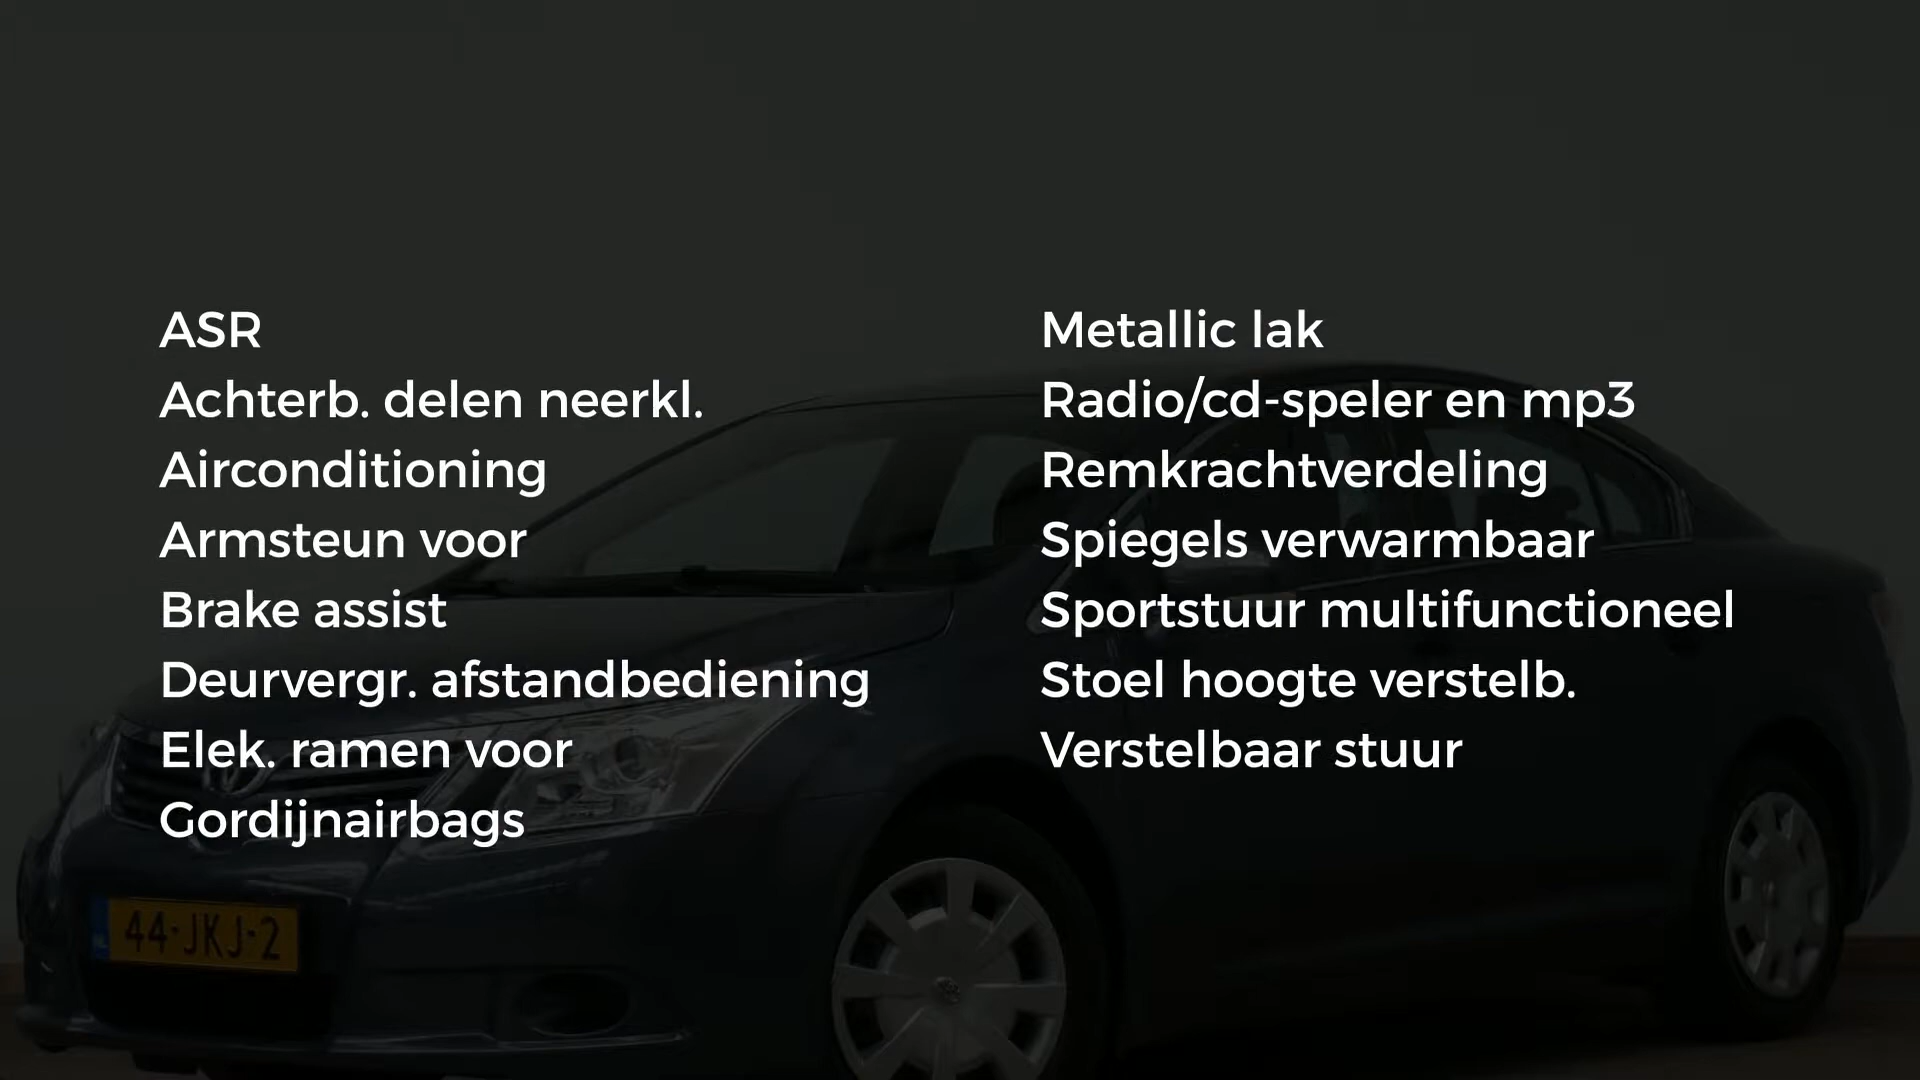 ASR
Achterb. delen neerkl.
Airconditioning
Armsteun voor
Brake assist
Deurvergr. afstandbediening
Elek. ramen voor
Gordijnairbags
Metallic lak
Radio/cd-speler en mp3
Remkrachtverdeling
Spiegels verwarmbaar
Sportstuur multifunctioneel
Stoel hoogte verstelb.
Verstelbaar stuur
44-JKJ-2
NL